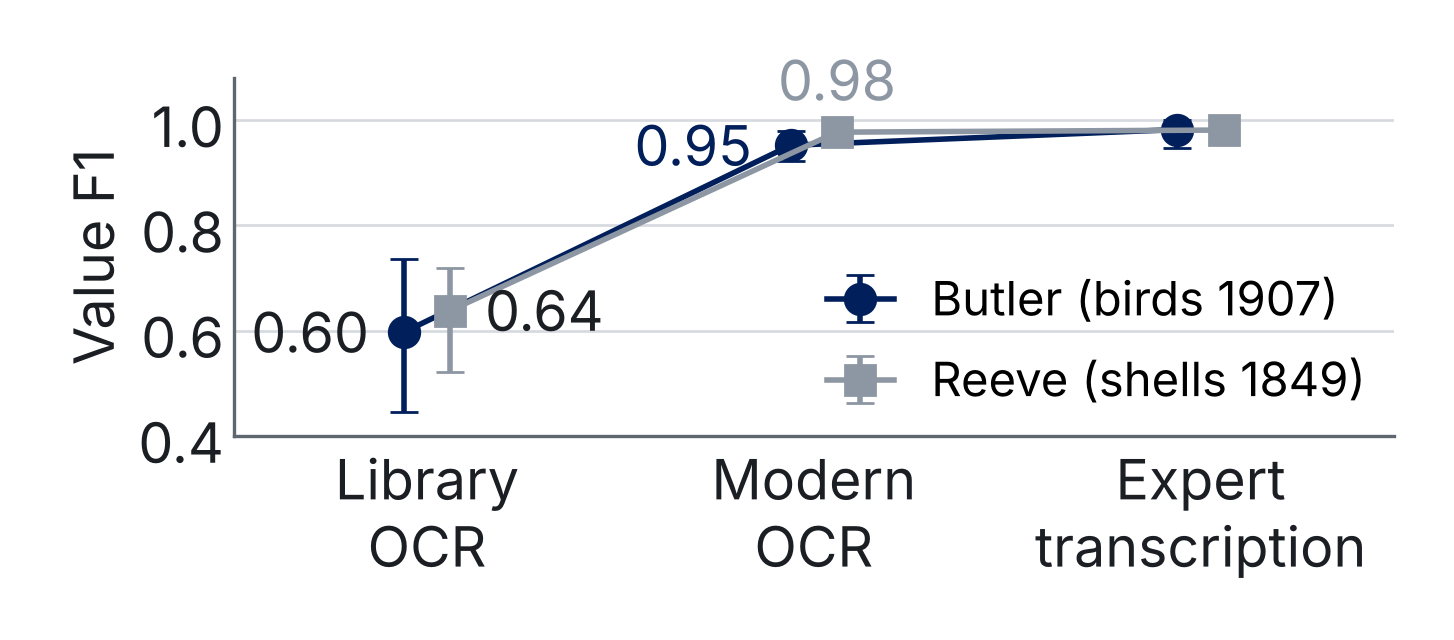 0.98
1.0
0.95
0.8
Value F1
0.6
0.60
0.64
0.4
Butler (birds 1907)
Reeve (shells 1849)
Library
OCR
Modern
OCR
Expert
transcription